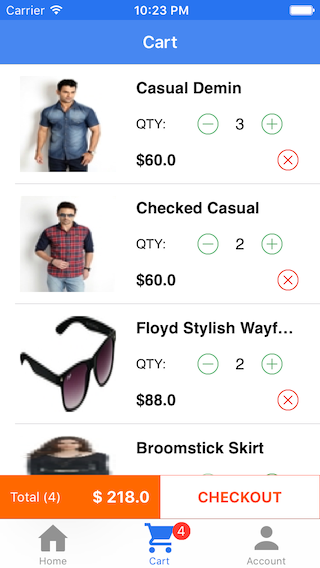 Carrier 10:23 PM
Cart
Casual Demin
QTY: 3
$60.0
Checked Casual
QTY: 2
$60.0
Floyd Stylish Wayf...
QTY: 2
$88.0
Broomstick Skirt
Total (4) $ 218.0 CHECKOUT
4
Home Cart Account